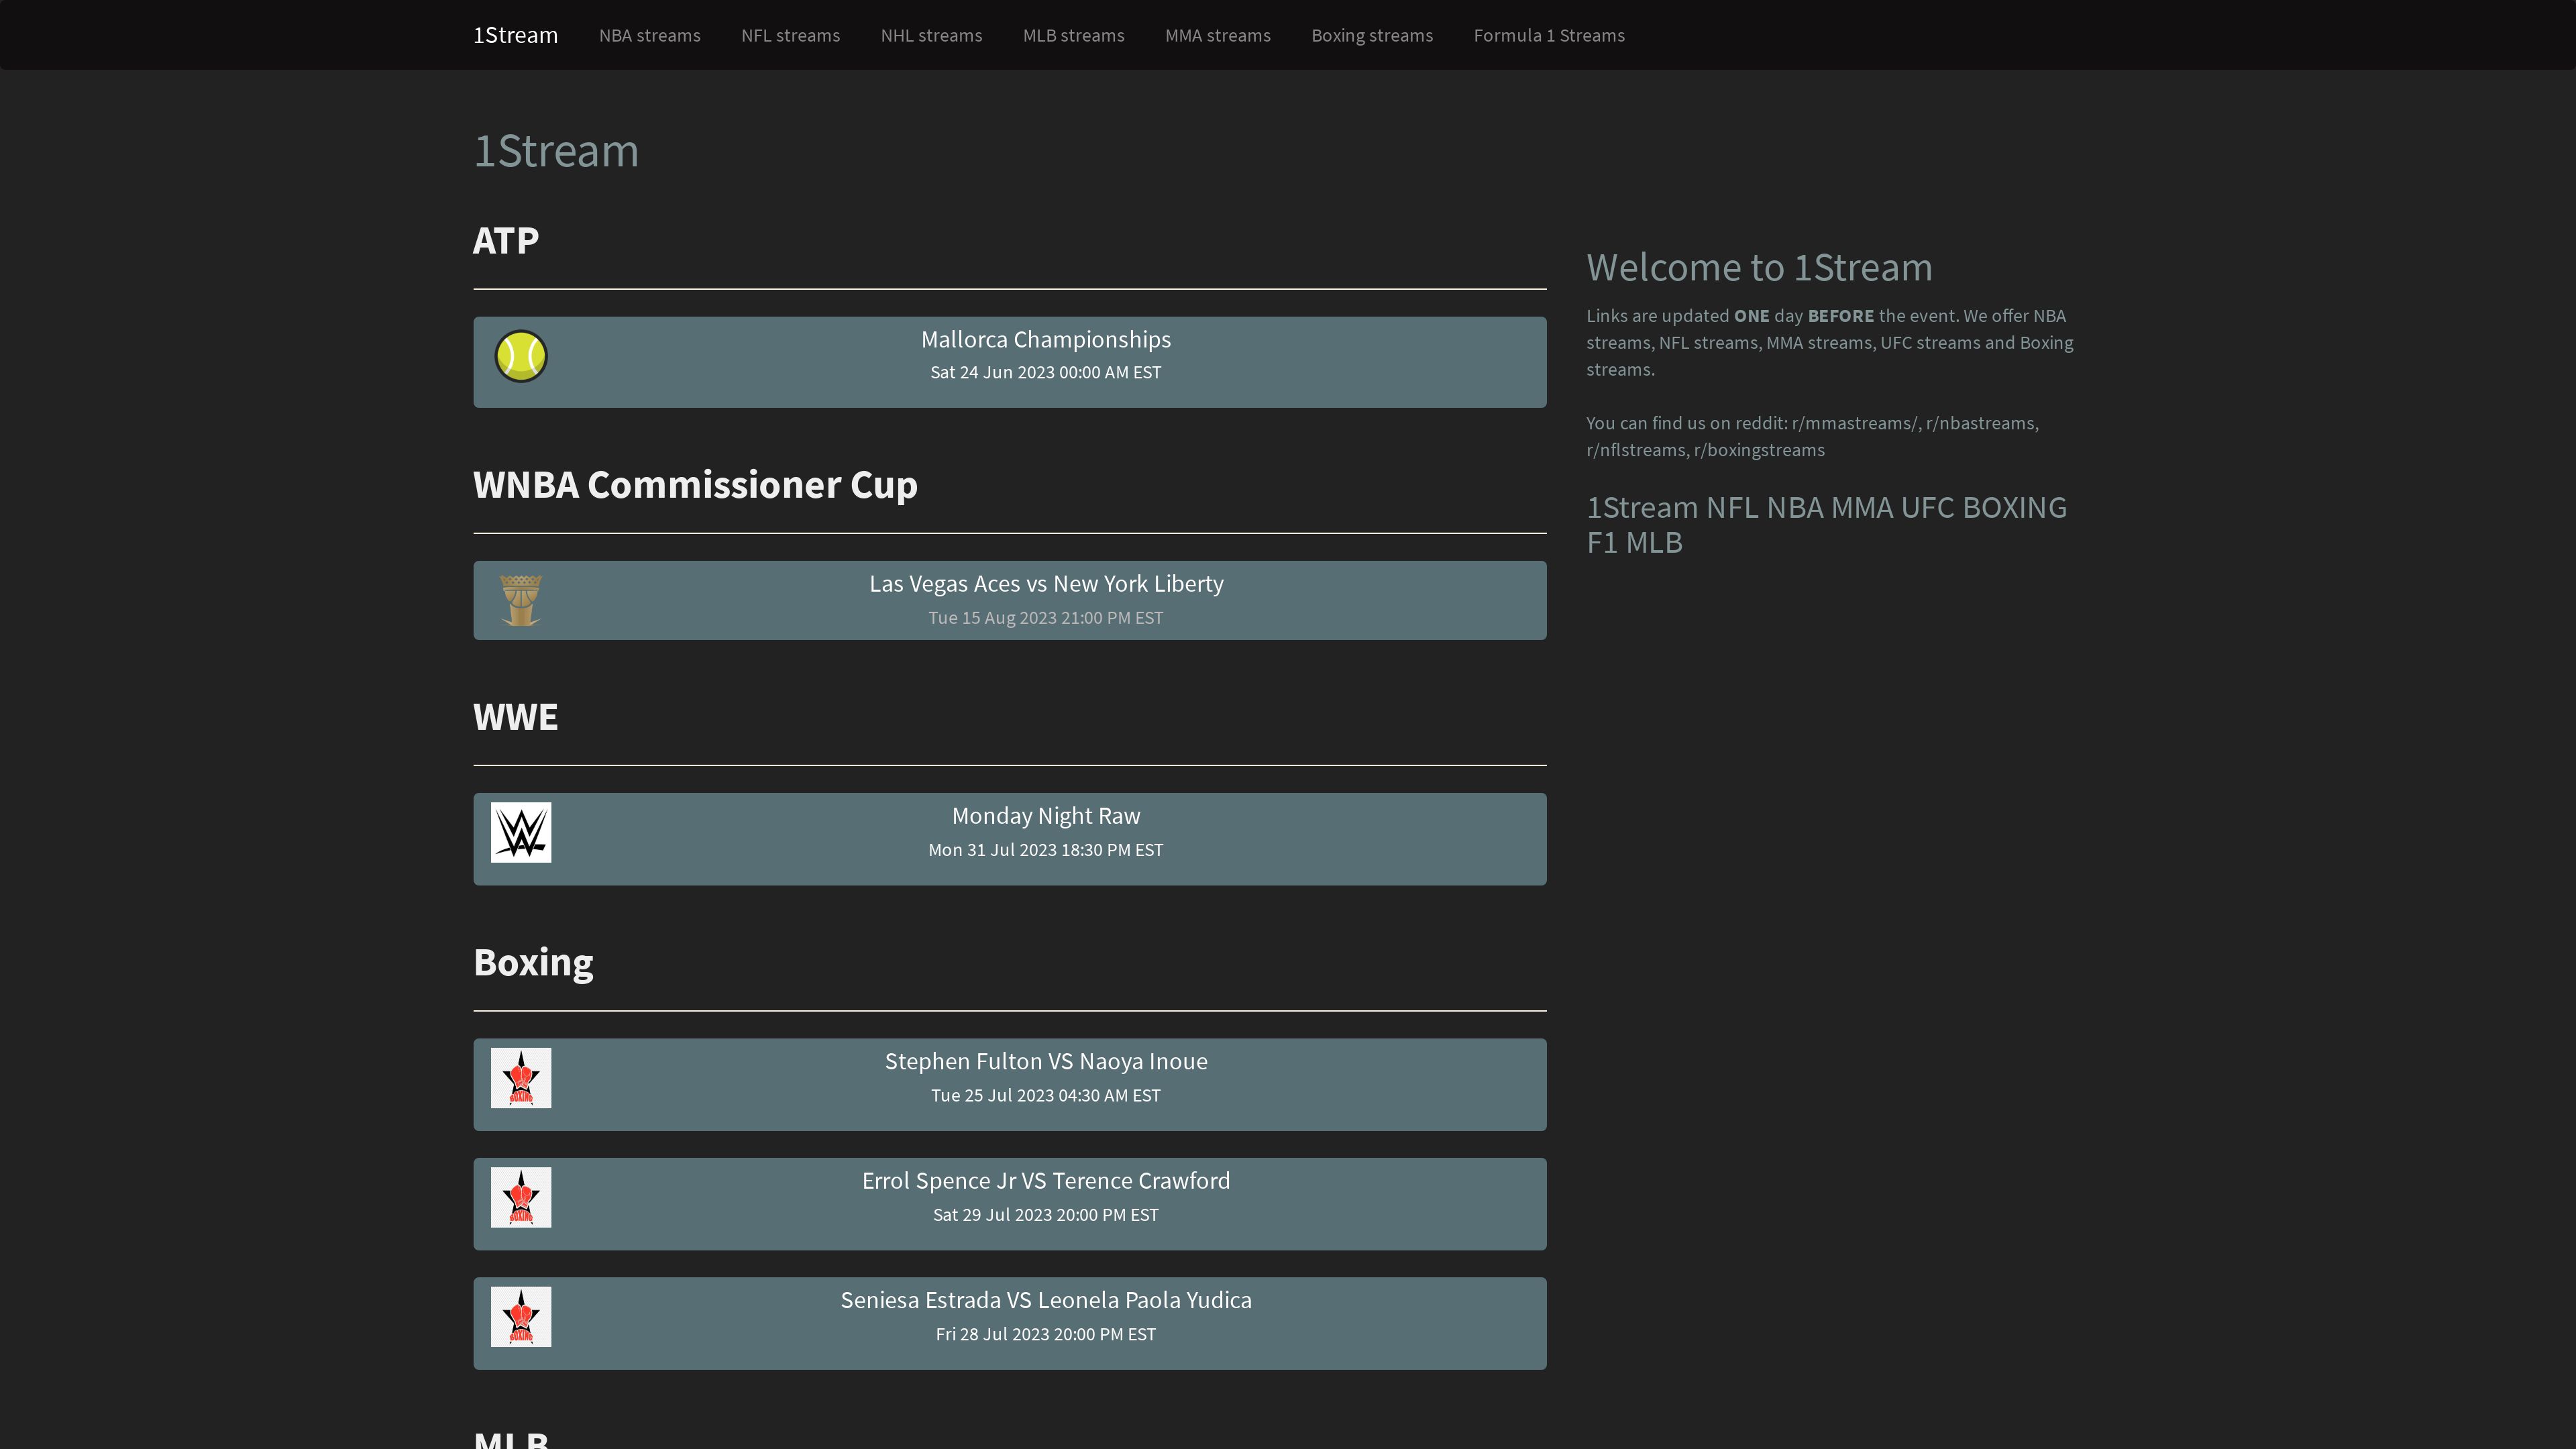 1Stream
NBA streams
NFL streams
NHL streams
MLB streams
MMA streams
Boxing streams
Formula 1 Streams
1Stream
ATP
Mallorca Championships
Sat 24 Jun 2023 00:00 AM EST
WNBA Commissioner Cup
Las Vegas Aces vs New York Liberty
Tue 15 Aug 2023 21:00 PM EST
WWE
Monday Night Raw
Mon 31 Jul 2023 18:30 PM EST
Boxing
BOXING
Stephen Fulton VS Naoya Inoue
Tue 25 Jul 2023 04:30 AM EST
BOXING
Errol Spence Jr VS Terence Crawford
Sat 29 Jul 2023 20:00 PM EST
BOXING
Seniesa Estrada VS Leonela Paola Yudica
Fri 28 Jul 2023 20:00 PM EST
MLB
Welcome to 1Stream
Links are updated ONE day BEFORE the event. We offer NBA
streams, NFL streams, MMA streams, UFC streams and Boxing
streams.
You can find us on reddit: r/mmastreams/, r/nbastreams,
r/nflstreams, r/boxingstreams
1Stream NFL NBA MMA UFC BOXING
F1 MLB